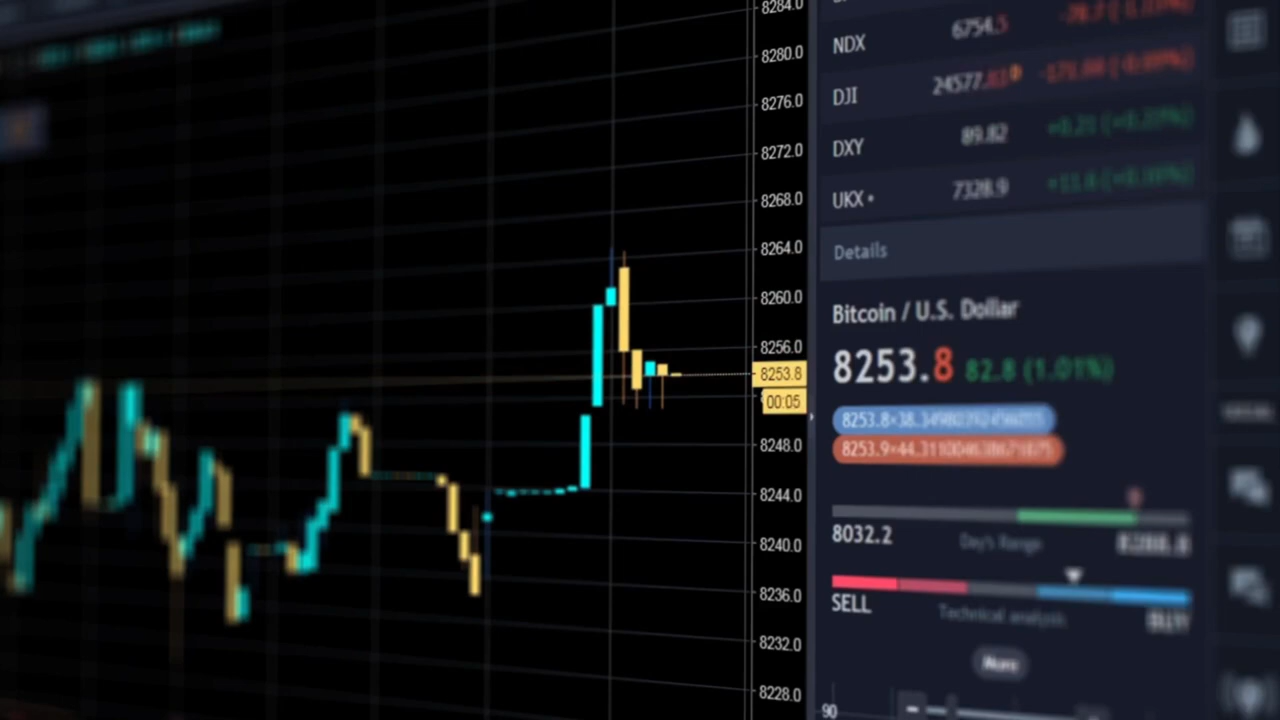 8284.0
8280.0
8276.0
8272.0
8268.0
8264.0
8260.0
8256.0
8253.8
00:05
8248.0
8244.0
8240.0
8236.0
8232.0
8228.0
NDX 6754.5
DJI 24577.83
DXY 89.82
UKX 7328.9
Details
Bitcoin / U.S. Dollar
8253.8 82.8 (1.01%)
8032.2 Day's Range
SELL Technical analysis BUY
More
90